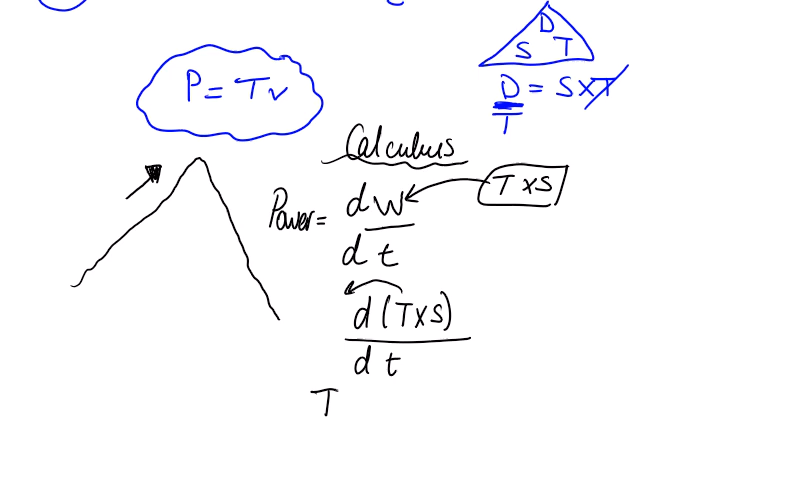 D
S T
P = Tv
D = S x T
T
Calculus
Power = dW
dt
T x S
d(T x S)
dt
T